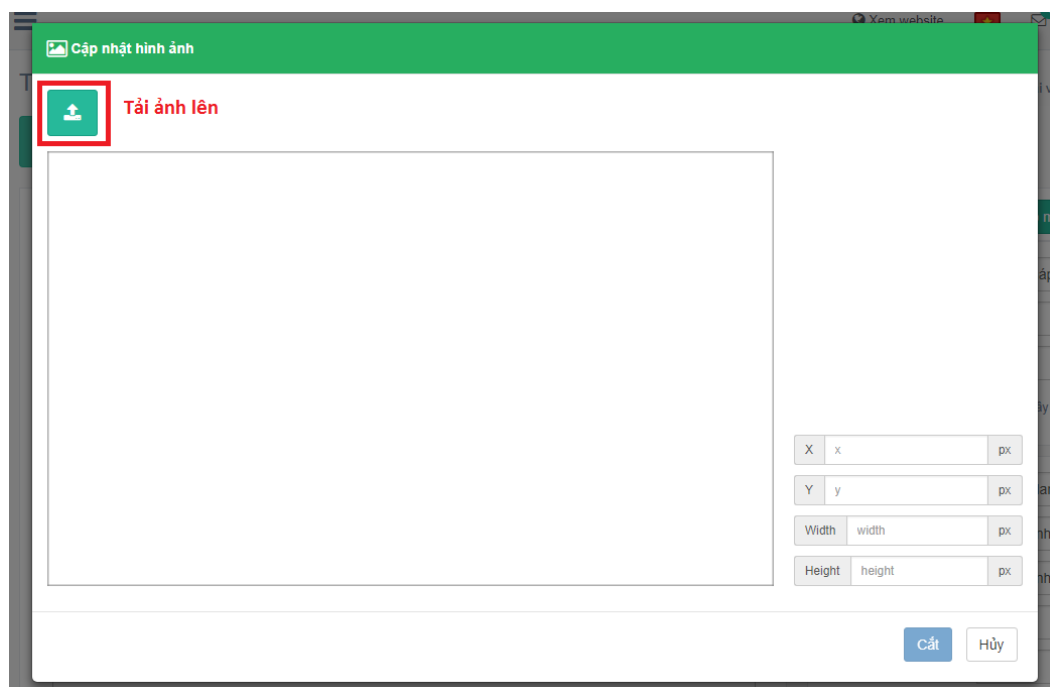 Xem website
Cập nhật hình ảnh
Tải ảnh lên
X x px
Y y px
Width width px
Height height px
Cắt Hủy